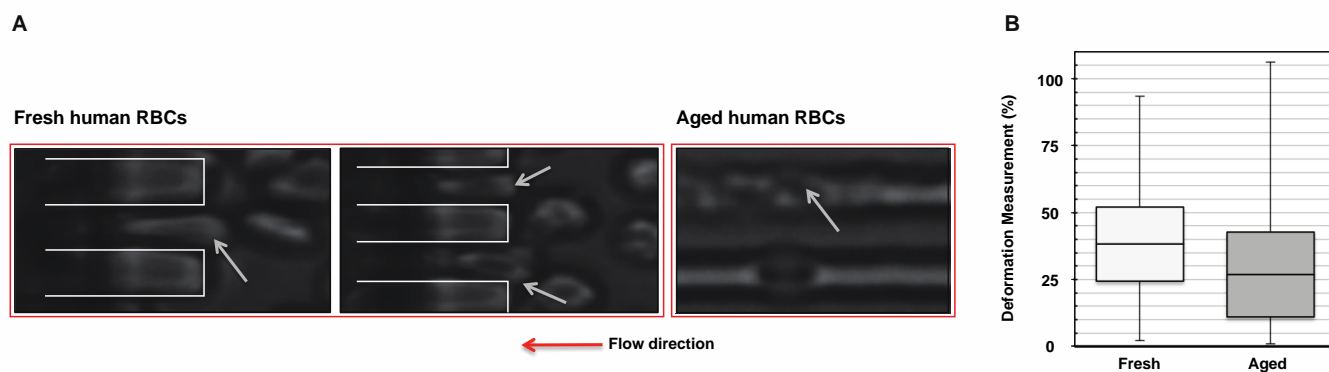 A
B
Fresh human RBCs
Aged human RBCs
Flow direction
Deformation Measurement (%)
100
75
50
25
0
Fresh
Aged